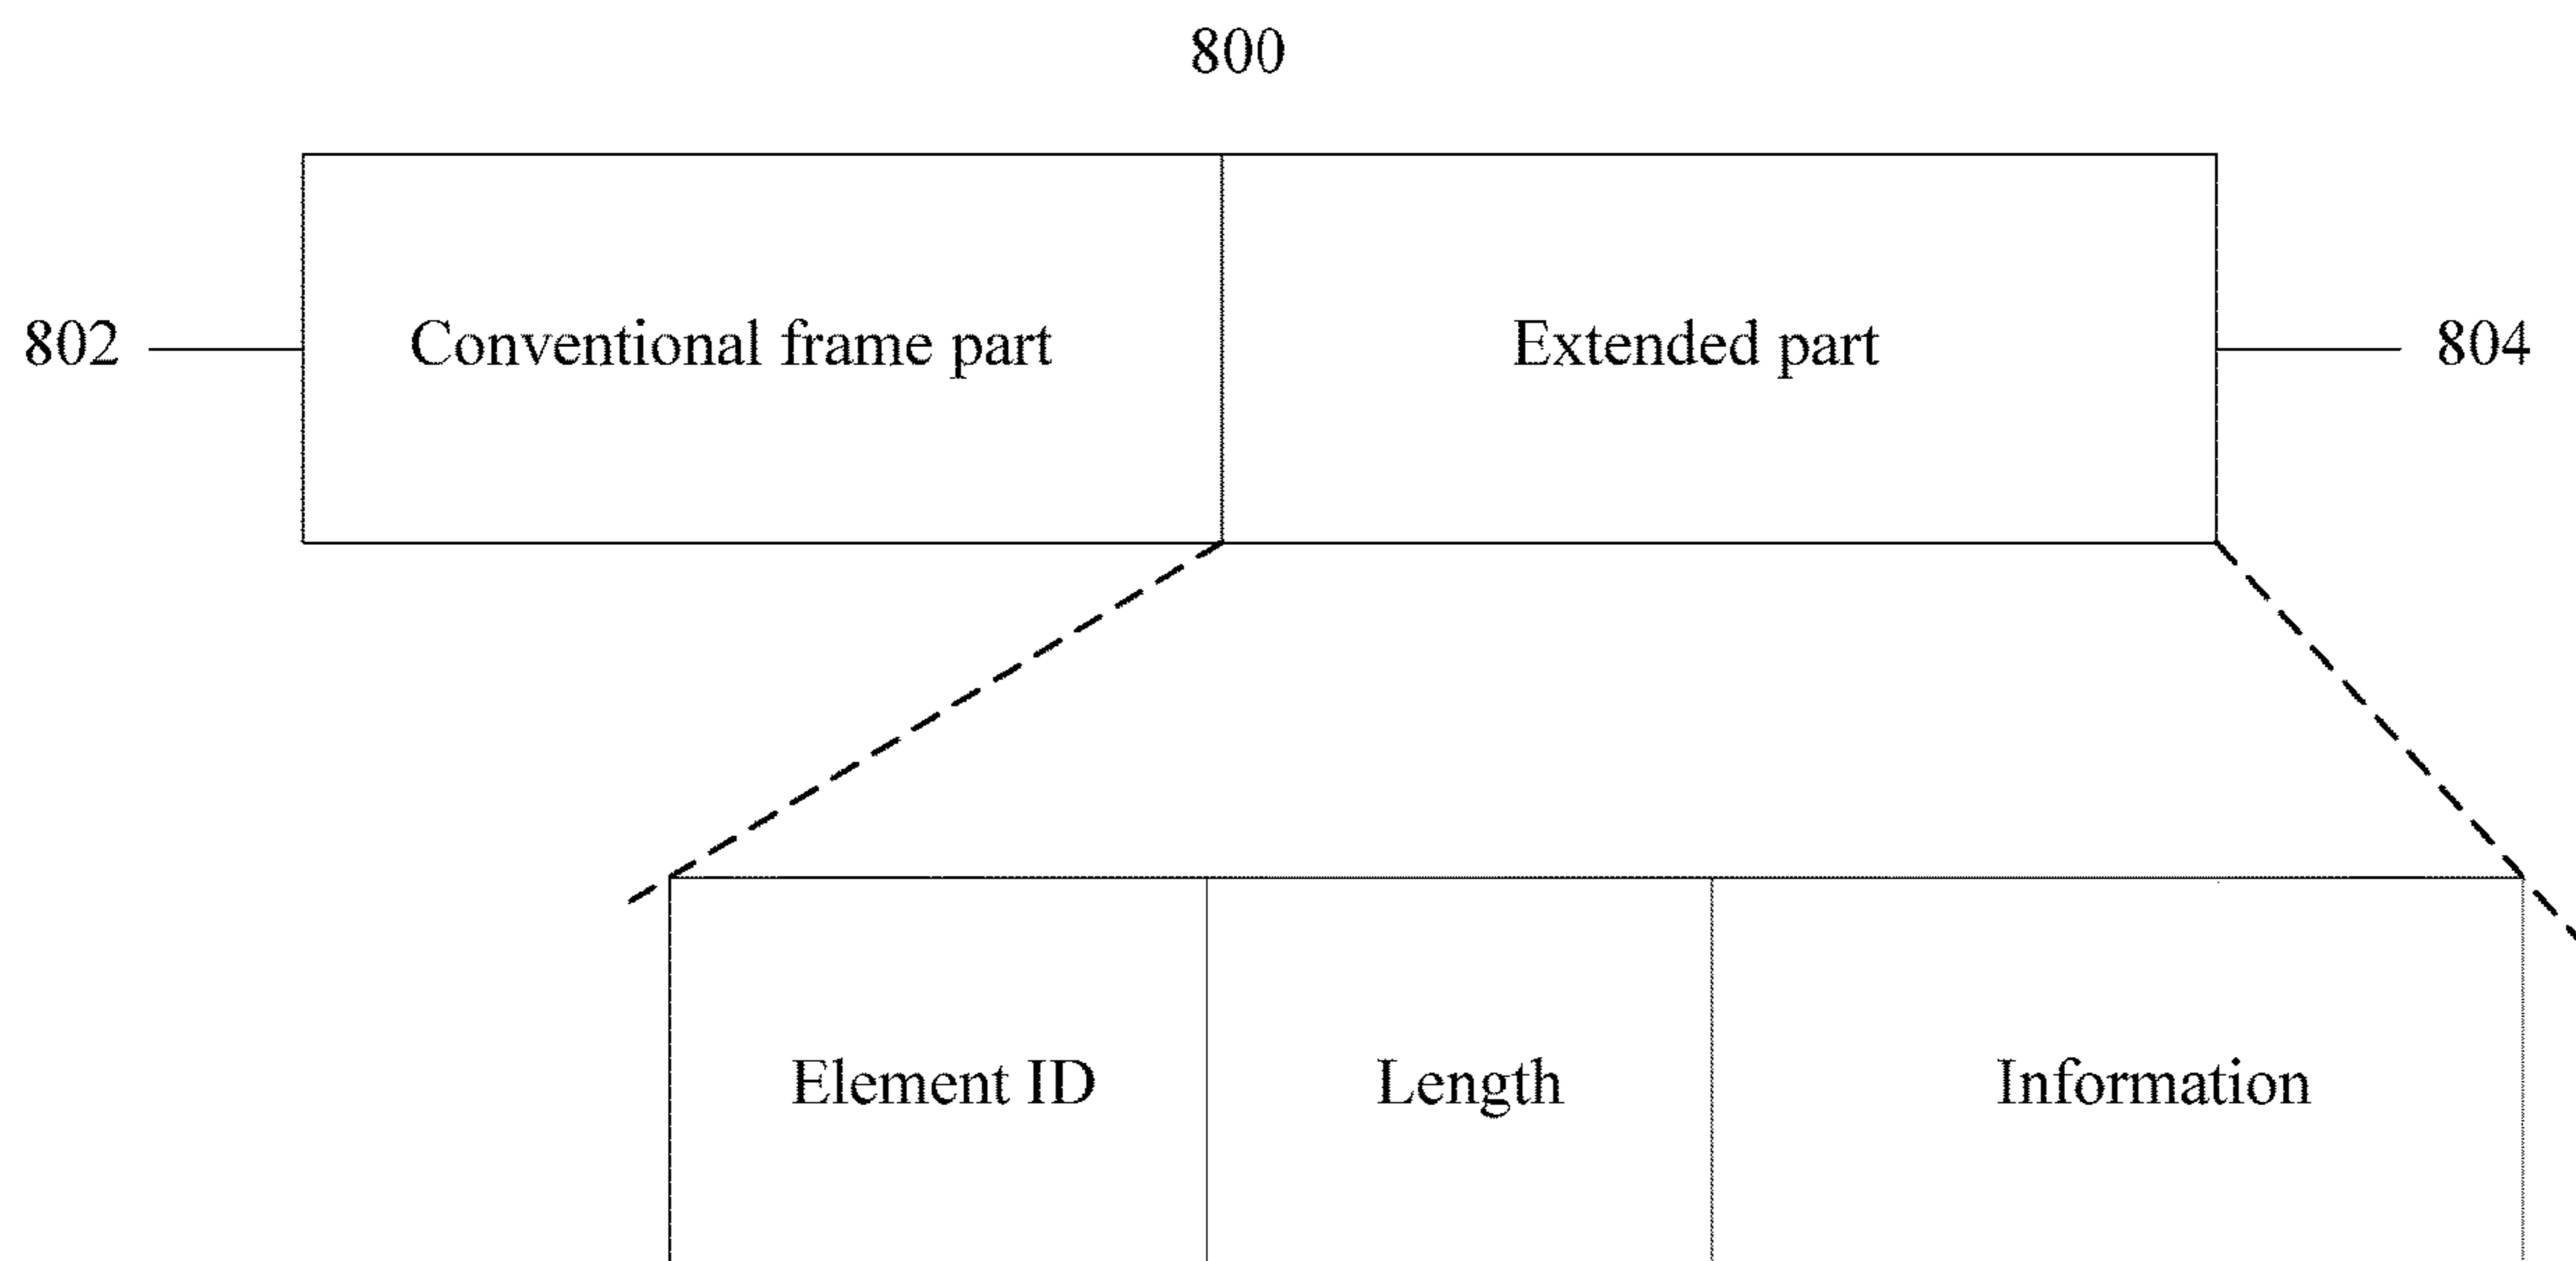 800
802 Conventional frame part Extended part 804
Element ID Length Information